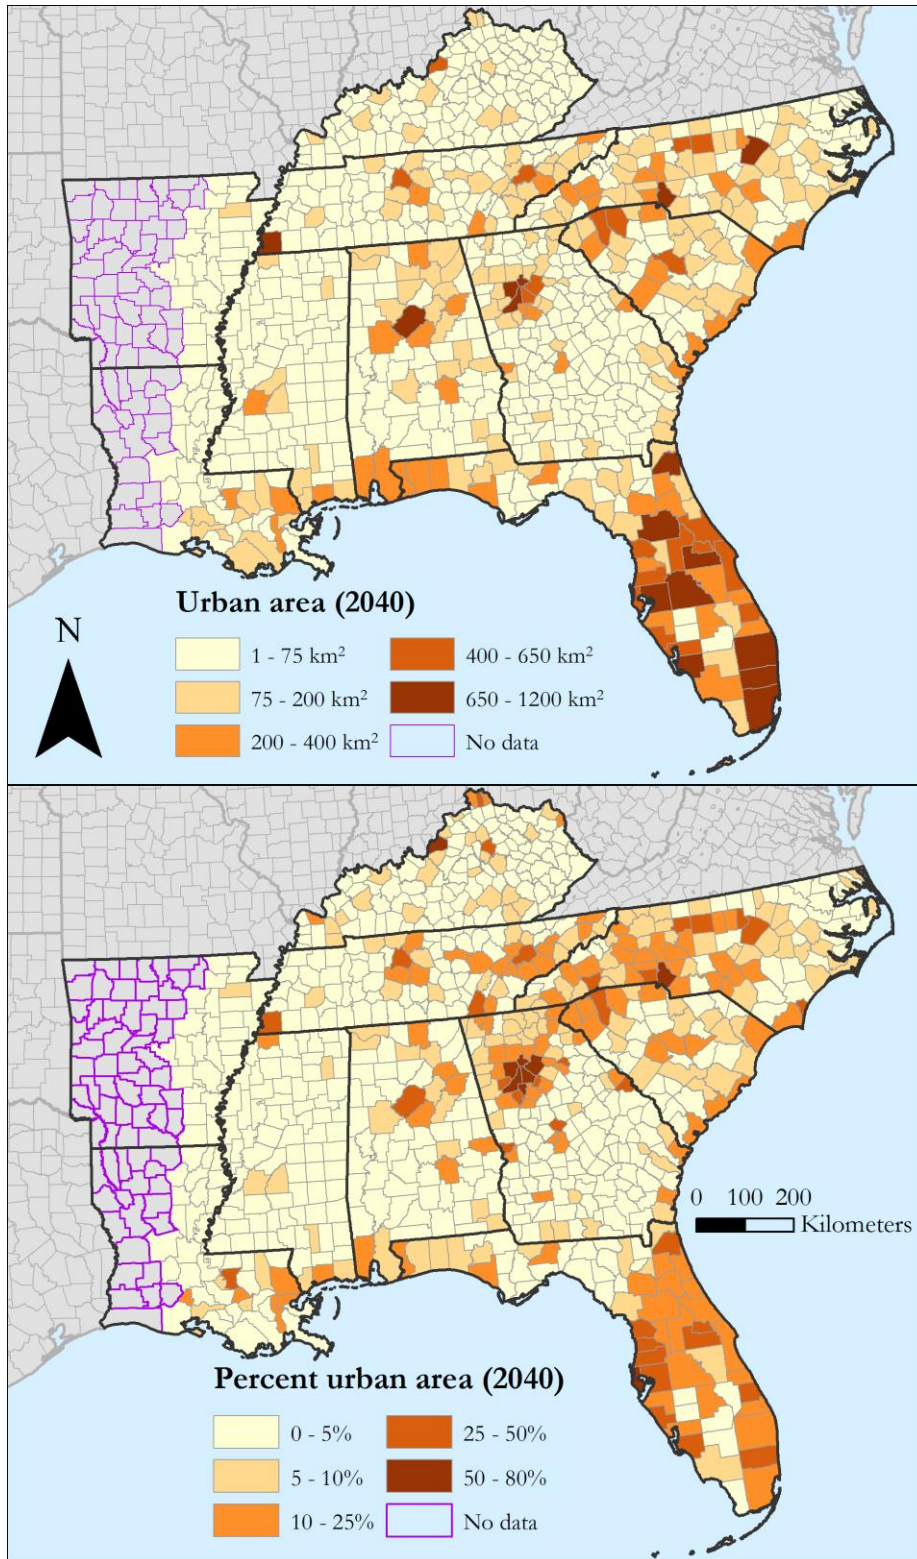 Urban area (2040)
N
1 - 75 km²
400 - 650 km²
75 - 200 km²
650 - 1200 km²
200 - 400 km²
No data
0 100 200
Kilometers
Percent urban area (2040)
0 - 5%
25 - 50%
5 - 10%
50 - 80%
10 - 25%
No data